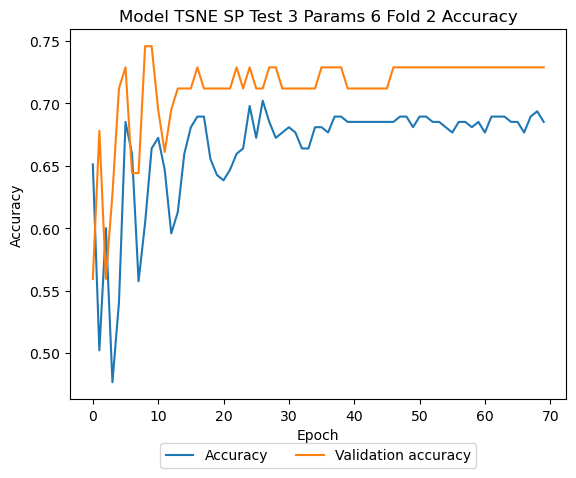 Model TSNE SP Test 3 Params 6 Fold 2 Accuracy
0.75
0.70
0.65
0.60
0.55
0.50
Accuracy
0 10 20 30 40 50 60 70
Epoch
Accuracy Validation accuracy